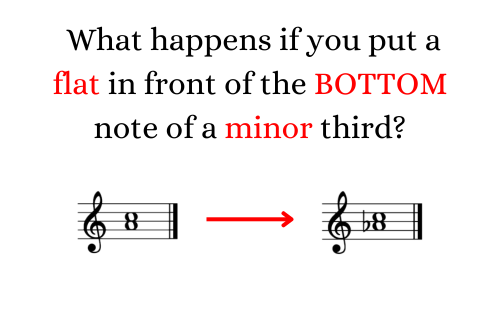 What happens if you put a
flat in front of the BOTTOM
note of a minor third?